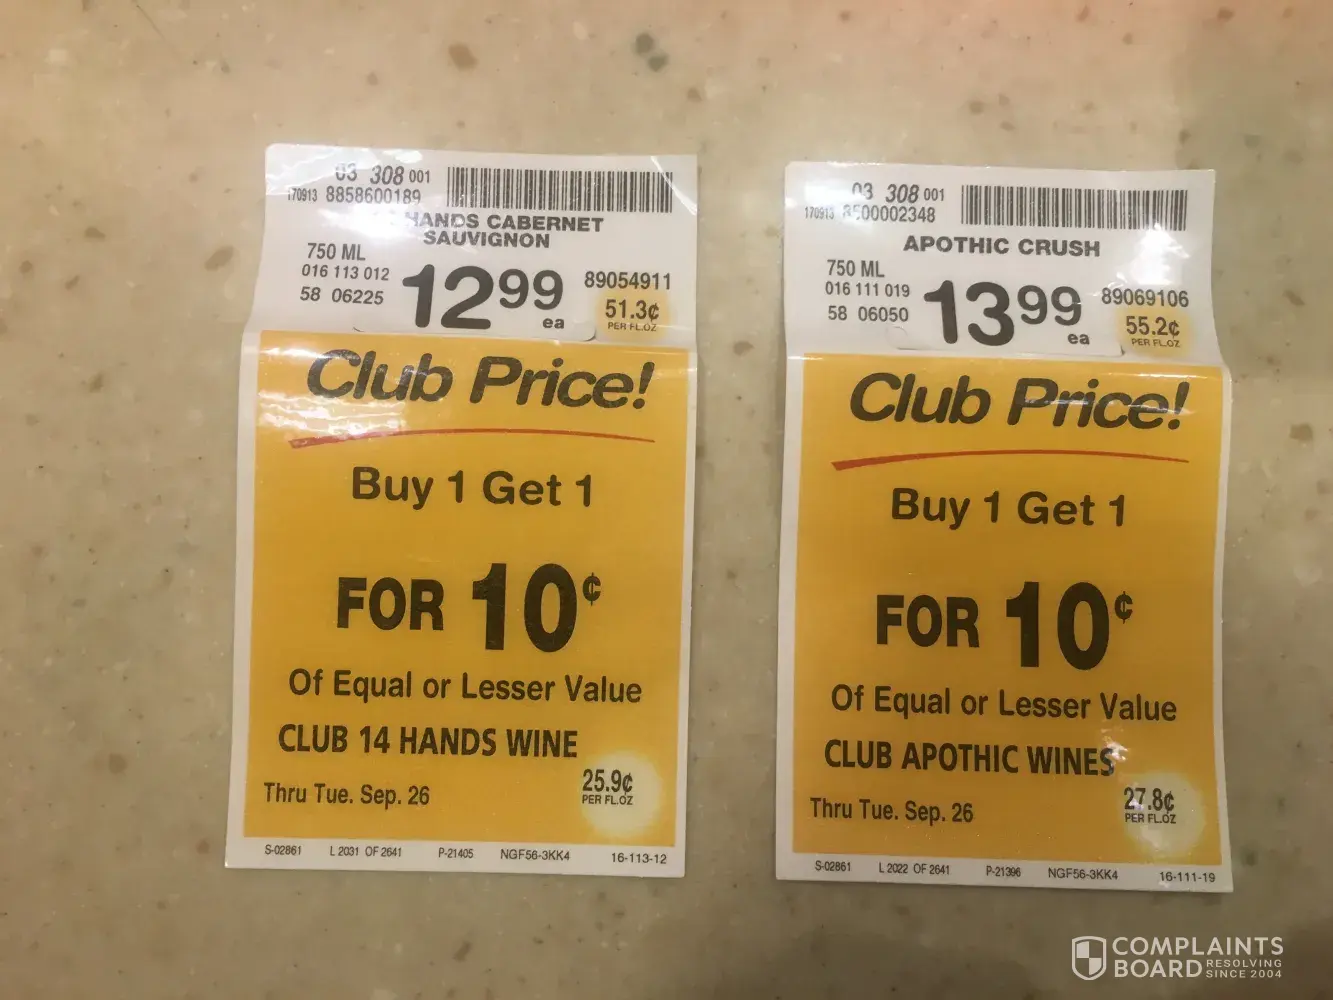 03 308 001
170913 8858600189
HANDS CABERNET
SAUVIGNON
750 ML
016 113 012
58 06225
12.99
ea
89054911
51.3¢
PER FL.OZ
Club Price!
Buy 1 Get 1
FOR 10¢
Of Equal or Lesser Value
CLUB 14 HANDS WINE
Thru Tue. Sep. 26
25.9¢
PER FL.OZ
S-02861 L 2031 OF 2641 P-21405 NGF56-3KK4 16-113-12
03 308 001
170913 8500002348
APOTHIC CRUSH
750 ML
016 111 019
58 06050
13.99
ea
89069106
55.2¢
PER FL.OZ
Club Price!
Buy 1 Get 1
FOR 10¢
Of Equal or Lesser Value
CLUB APOTHIC WINES
Thru Tue. Sep. 26
27.8¢
PER FL.OZ
S-02861 L 2022 OF 2641 P-21396 NGF56-3KK4 16-111-19
COMPLAINTS
BOARD RESOLVING
SINCE 2004